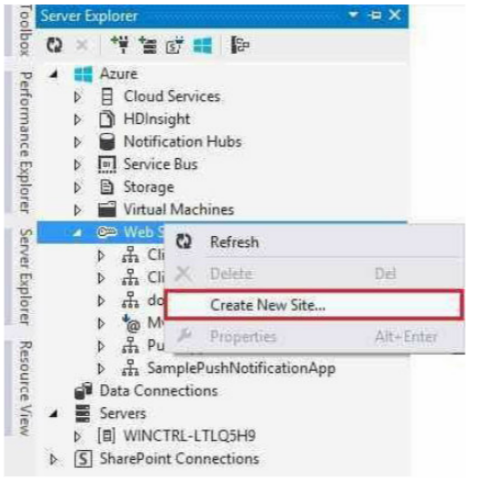 Server Explorer
Toolbox
Performance Explorer
Server Explorer
Resource View
Azure
Cloud Services
HDInsight
Notification Hubs
Service Bus
Storage
Virtual Machines
Web S
Refresh
Cli
Delete Del
Cli
do
Create New Site...
M
Pu
Properties Alt+Enter
SamplePushNotificationApp
Data Connections
Servers
WINCTRL-LTLQ5H9
SharePoint Connections